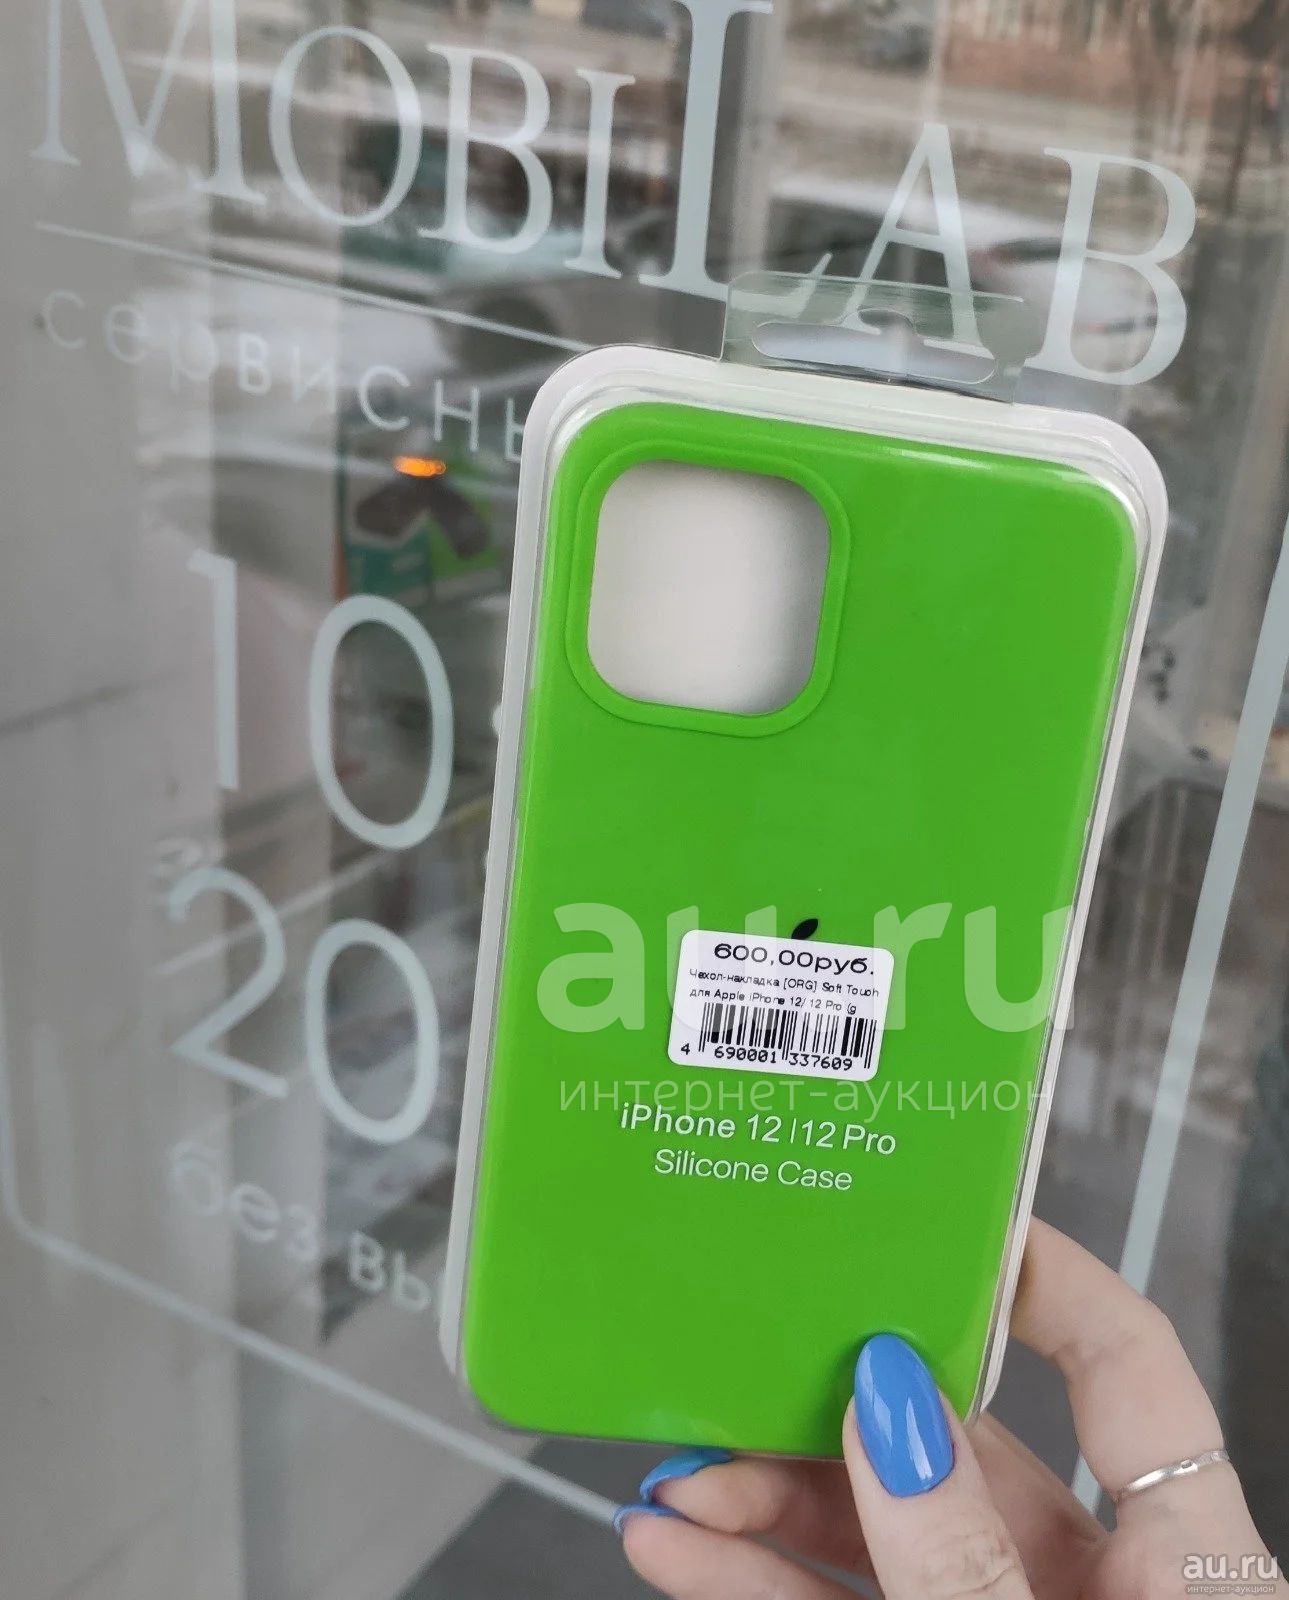 MOBILAB
сервисны
10
20
без вы
au.ru
600,00руб.
Чехол-накладка [ORG] Soft Touch
для Apple iPhone 12/ 12 Pro (g
4 690001 337609
интернет-аукцион
iPhone 12 | 12 Pro
Silicone Case
au.ru
интернет-аукцион